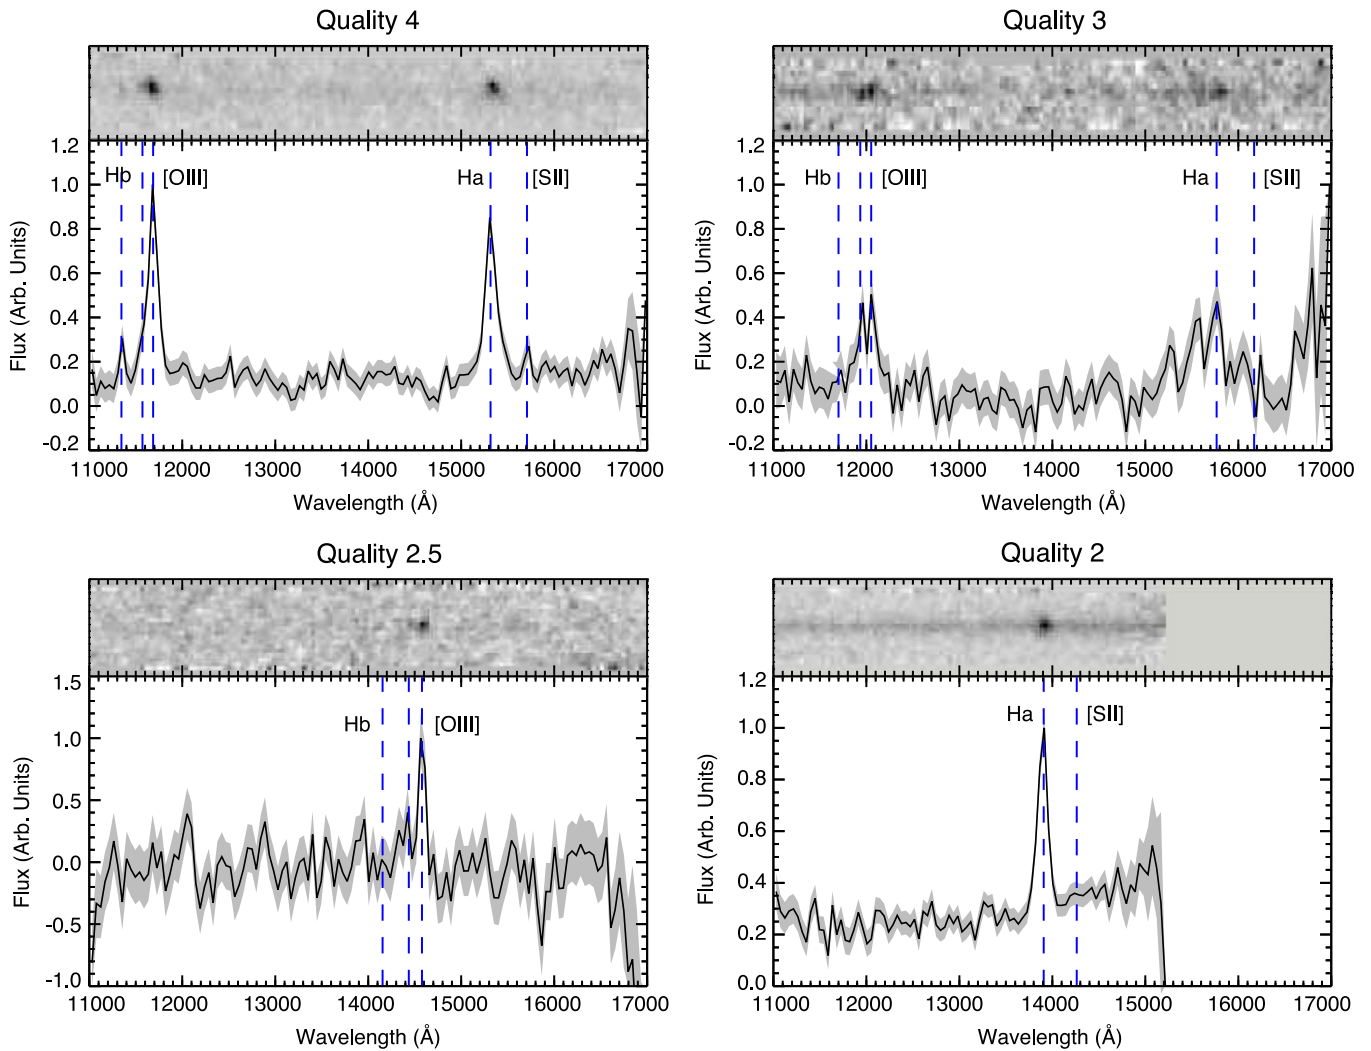 Quality 4
Hb
[OIII]
Ha
[SII]
1.2
1.0
0.8
0.6
0.4
0.2
0.0
-0.2
Flux (Arb. Units)
11000 12000 13000 14000 15000 16000 17000
Wavelength (Å)
Quality 3
Hb
[OIII]
Ha
[SII]
1.2
1.0
0.8
0.6
0.4
0.2
0.0
-0.2
Flux (Arb. Units)
11000 12000 13000 14000 15000 16000 17000
Wavelength (Å)
Quality 2.5
Hb
[OIII]
1.5
1.0
0.5
0.0
-0.5
-1.0
Flux (Arb. Units)
11000 12000 13000 14000 15000 16000 17000
Wavelength (Å)
Quality 2
Ha
[SII]
1.2
1.0
0.8
0.6
0.4
0.2
0.0
Flux (Arb. Units)
11000 12000 13000 14000 15000 16000 17000
Wavelength (Å)